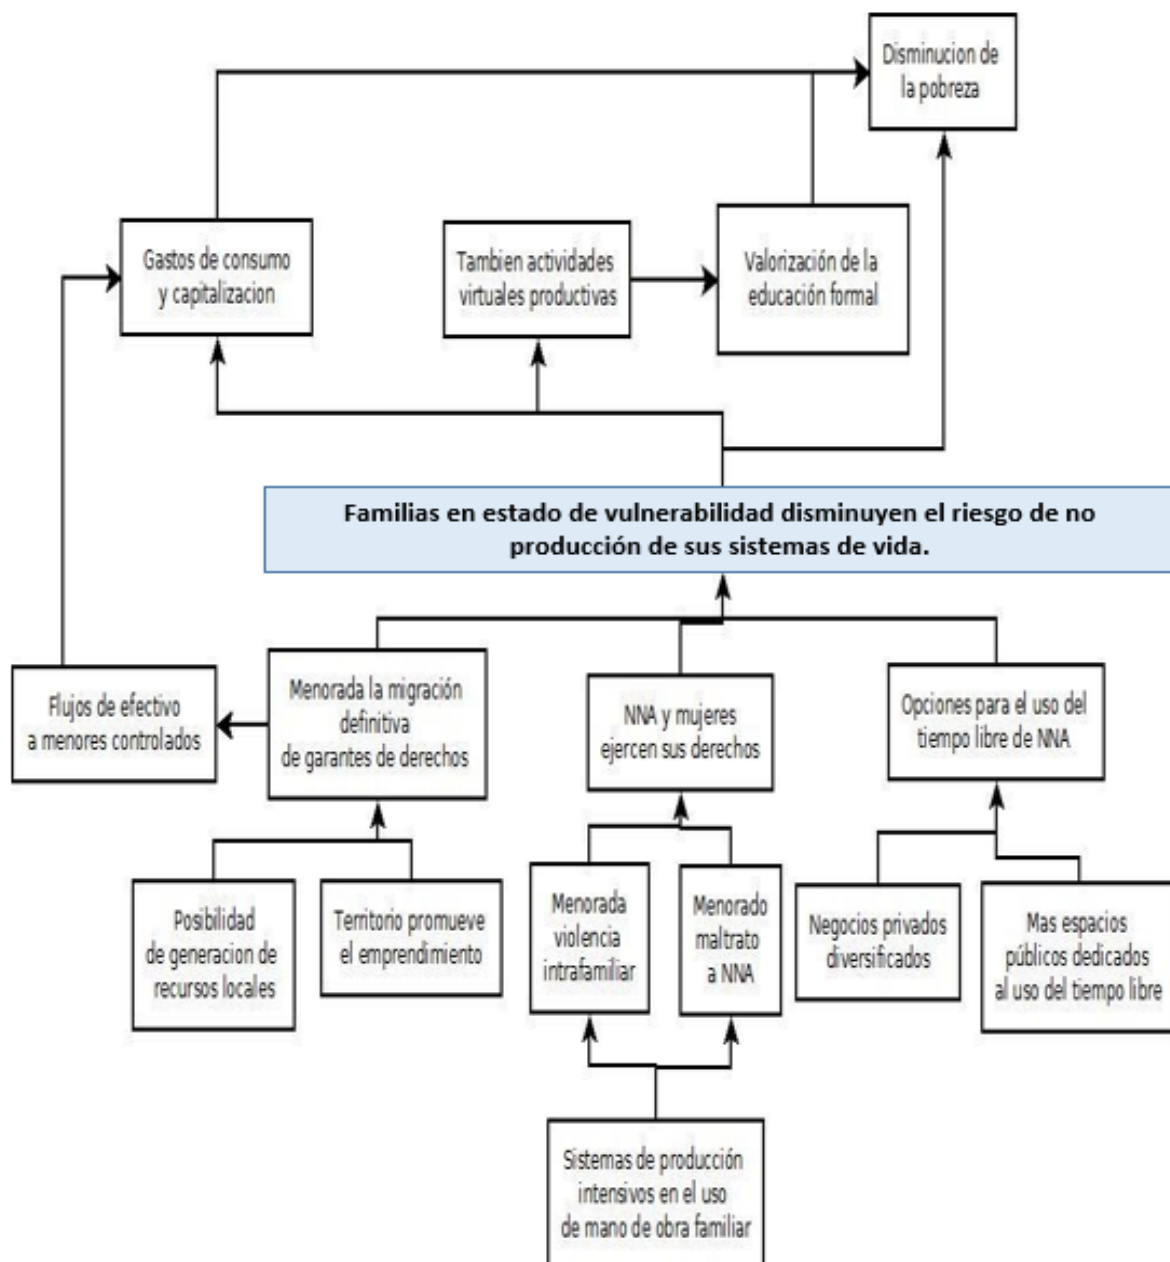 Disminucion de
la pobreza
Gastos de consumo
y capitalizacion
Tambien actividades
virtuales productivas
Valorización de la
educación formal
Familias en estado de vulnerabilidad disminuyen el riesgo de no
producción de sus sistemas de vida.
Flujos de efectivo
a menores controlados
Menorada la migración
definitiva
de garantes de derechos
NNA y mujeres
ejercen sus derechos
Opciones para el uso del
tiempo libre de NNA
Posibilidad
de generacion de
recursos locales
Territorio promueve
el emprendimiento
Menorada
violencia
intrafamiliar
Menorado
maltrato
a NNA
Negocios privados
diversificados
Mas espacios
públicos dedicados
al uso del tiempo libre
Sistemas de producción
intensivos en el uso
de mano de obra familiar